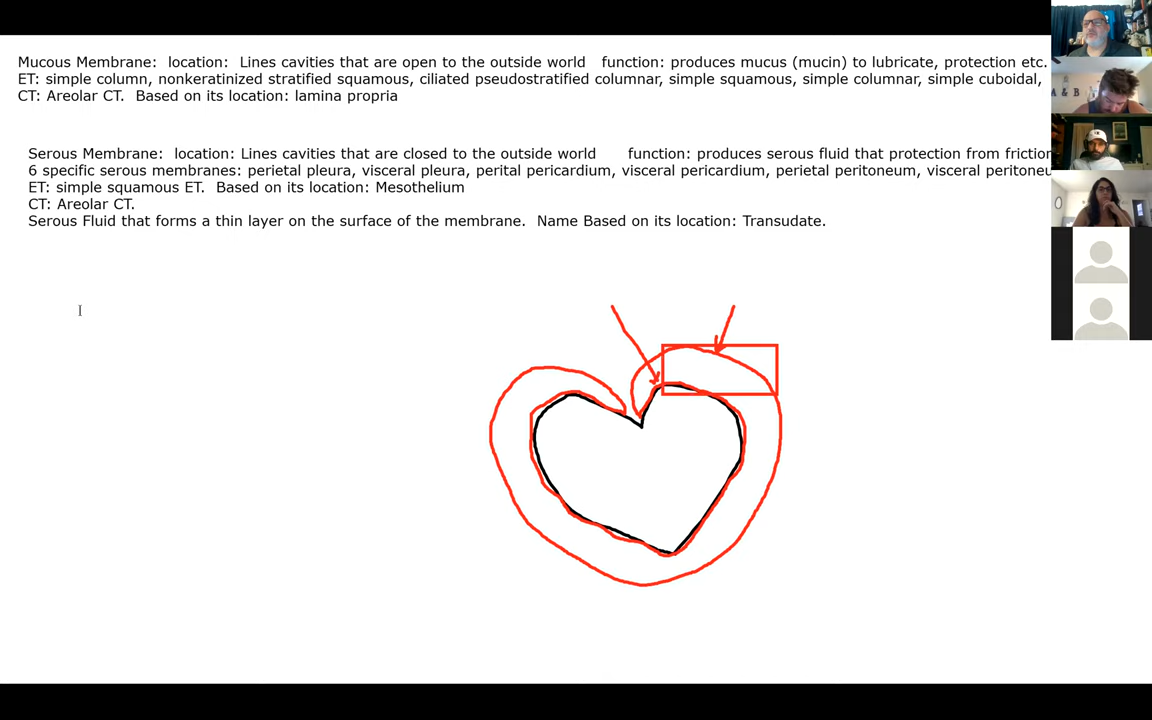 Mucous Membrane: location: Lines cavities that are open to the outside world function: produces mucus (mucin) to lubricate, protection etc.
ET: simple column, nonkeratinized stratified squamous, ciliated pseudostratified columnar, simple squamous, simple columnar, simple cuboidal,
CT: Areolar CT. Based on its location: lamina propria
Serous Membrane: location: Lines cavities that are closed to the outside world function: produces serous fluid that protection from friction
6 specific serous membranes: perietal pleura, visceral pleura, perital pericardium, visceral pericardium, perietal peritoneum, visceral peritoneu
ET: simple squamous ET. Based on its location: Mesothelium
CT: Areolar CT.
Serous Fluid that forms a thin layer on the surface of the membrane. Name Based on its location: Transudate.
A & B